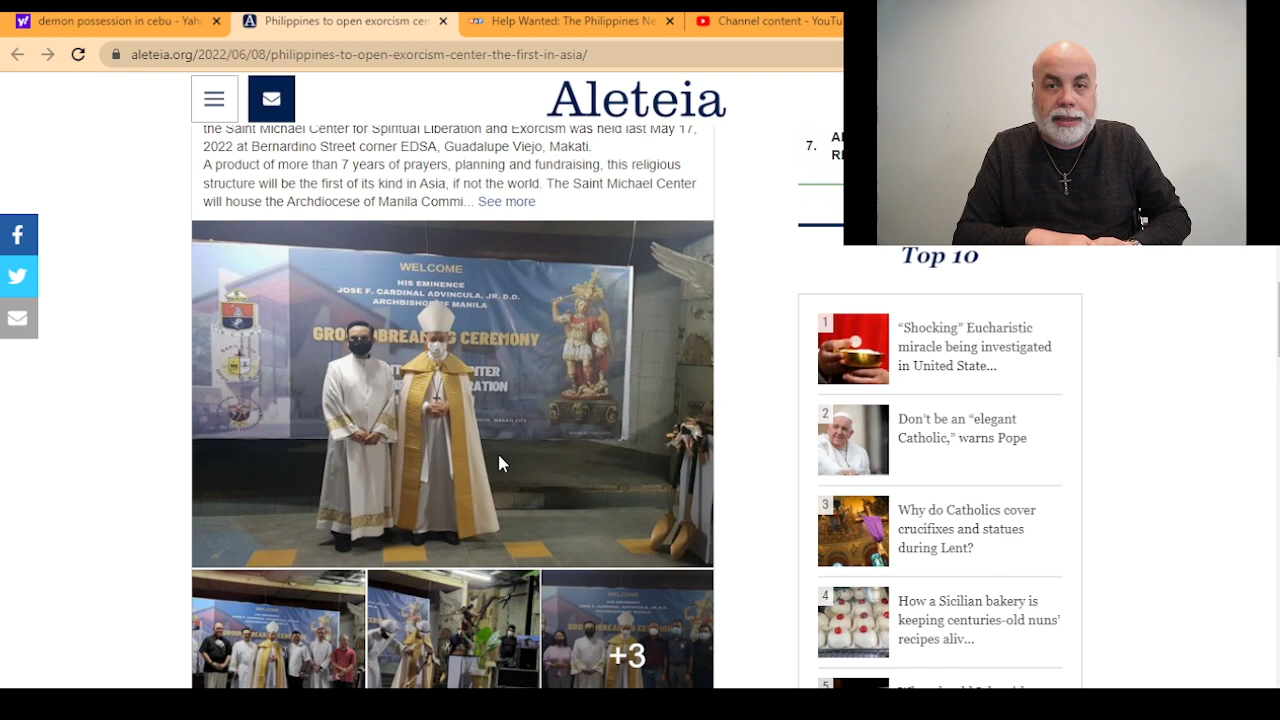 demon possession in cebu - Yah
Philippines to open exorcism cen
Help Wanted: The Philippines Ne
Channel content - YouTu
aleteia.org/2022/06/08/philippines-to-open-exorcism-center-the-first-in-asia/
Aleteia
the Saint Michael Center for Spiritual Liberation and Exorcism was held last May 17,
2022 at Bernardino Street corner EDSA, Guadalupe Viejo, Makati.
A product of more than 7 years of prayers, planning and fundraising, this religious
structure will be the first of its kind in Asia, if not the world. The Saint Michael Center
will house the Archdiocese of Manila Commi... See more
WELCOME
HIS EMINENCE
JOSE F. CARDINAL ADVINCULA, JR. D.D.
ARCHBISHOP OF MANILA
CEREMONY
+3
7.
Top 10
1
"Shocking" Eucharistic
miracle being investigated
in United State...
2
Don't be an "elegant
Catholic," warns Pope
3
Why do Catholics cover
crucifixes and statues
during Lent?
4
How a Sicilian bakery is
keeping centuries-old nuns'
recipes aliv...
5